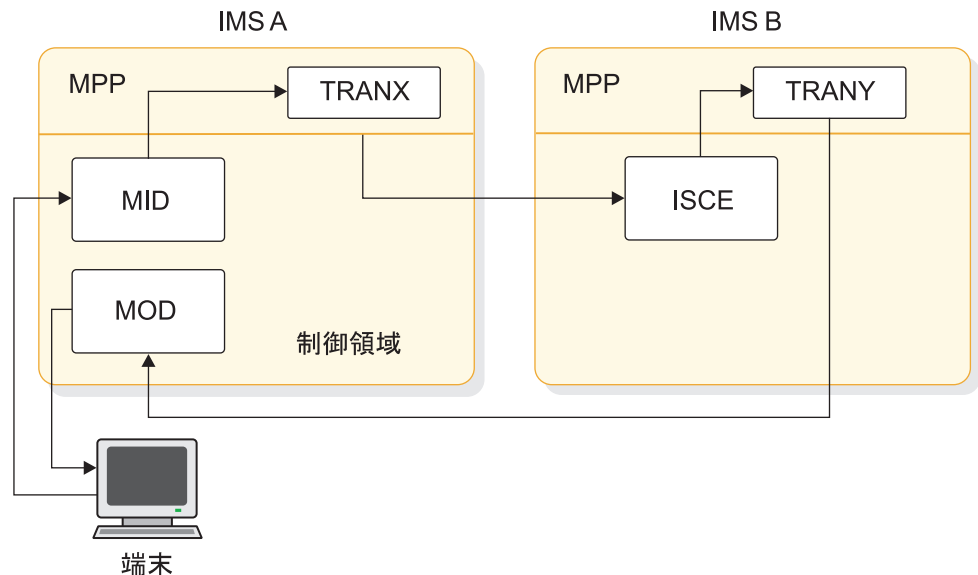 IMS A
IMS B
MPP
TRANX
MPP
TRANY
MID
ISCE
MOD
制御領域
端末